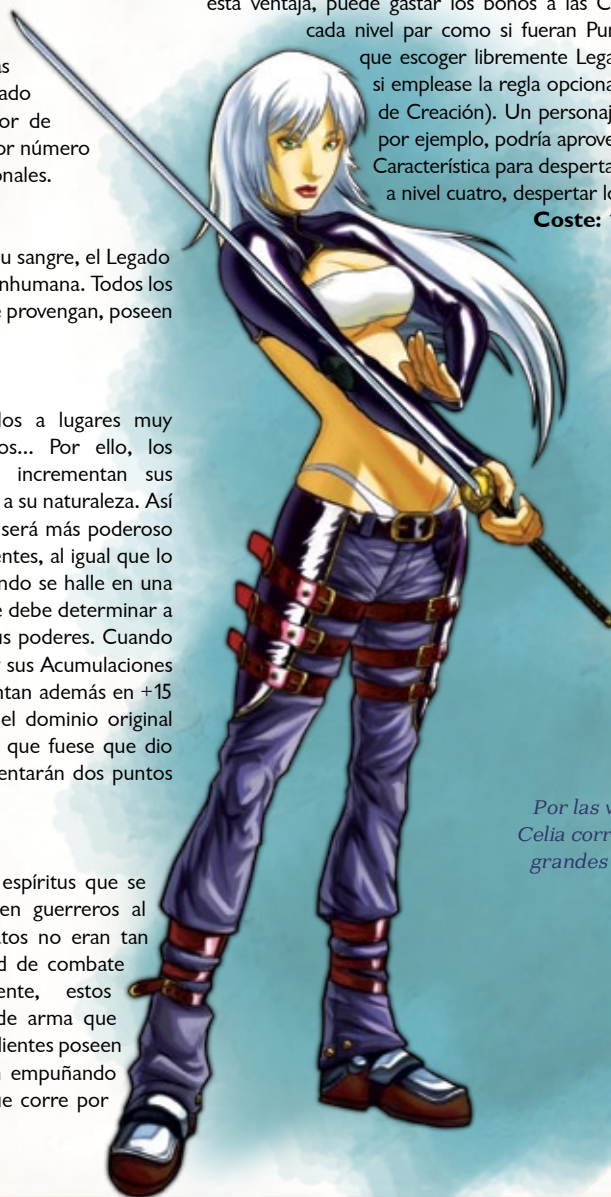 as
ado
or de
or número
onales.
u sangre, el Legado
nhumana. Todos los
e provengan, poseen
los a lugares muy
os... Por ello, los
incrementan sus
a su naturaleza. Así
será más poderoso
entes, al igual que lo
ndo se halle en una
e debe determinar a
us poderes. Cuando
r sus Acumulaciones
ntan además en +15
el dominio original
que fuese que dio
entarán dos puntos
espíritus que se
en guerreros al
tos no eran tan
d de combate
ente, estos
de arma que
lientes poseen
n empuñando
ue corre por
esta ventaja, puede gastar los bonos a las C
cada nivel par como si fueran Pun
que escoger libremente Lega
si emplease la regla opciona
de Creación). Un personaj
por ejemplo, podría aprove
Característica para desperta
a nivel cuatro, despertar lo
Coste:
Por las v
Celia corr
grandes